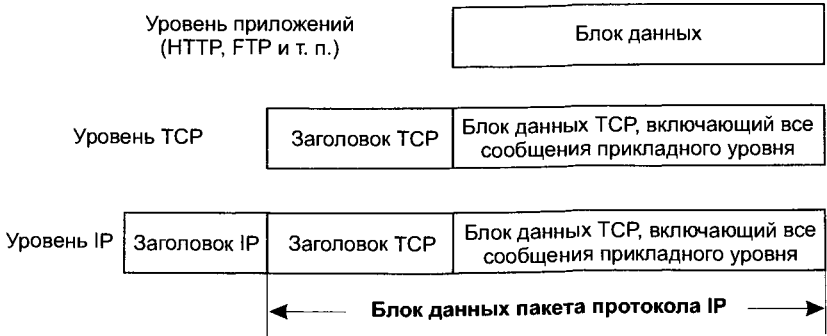 Уровень приложений
(HTTP, FTP и т. п.)
Блок данных
Уровень TCP
Заголовок TCP
Блок данных TCP, включающий все
сообщения прикладного уровня
Уровень IP
Заголовок IP
Заголовок TCP
Блок данных TCP, включающий все
сообщения прикладного уровня
Блок данных пакета протокола IP